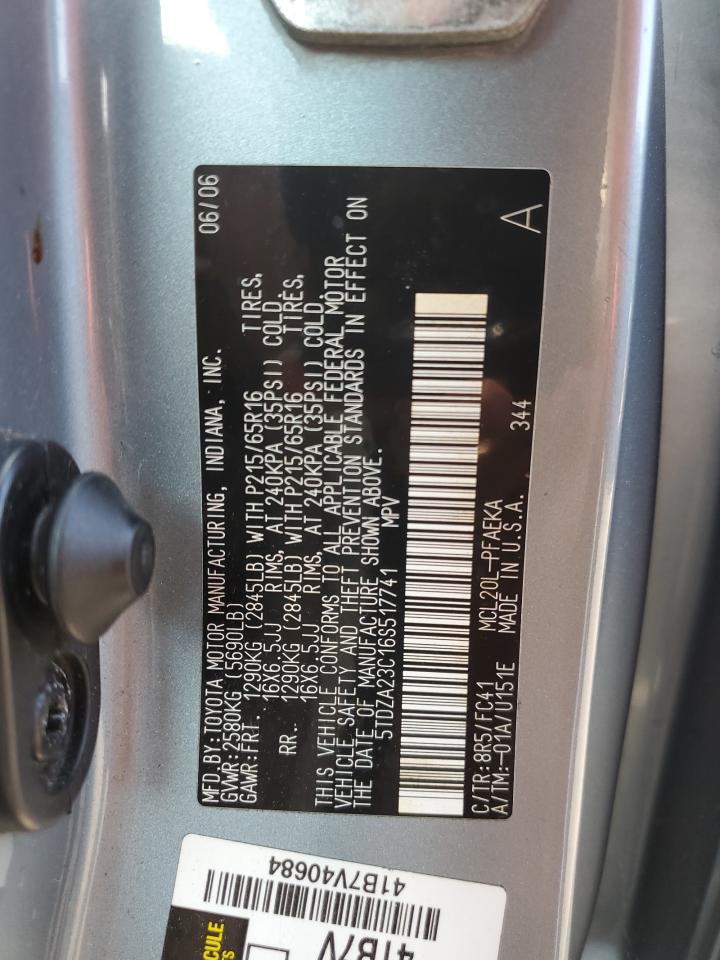 MFD.BY:TOYOTA MOTOR MANUFACTURING, INDIANA, INC. 06/06
GVWR:2580KG (5690LB)
GAWR:FRT. 1290KG (2845LB) WITH P215/65R16 TIRES,
16X6.5JJ RIMS, AT 240KPA (35PSI) COLD.
RR. 1290KG (2845LB) WITH P215/65R16 TIRES,
16X6.5JJ RIMS, AT 240KPA (35PSI) COLD.
THIS VEHICLE CONFORMS TO ALL APPLICABLE FEDERAL MOTOR
VEHICLE SAFETY AND THEFT PREVENTION STANDARDS IN EFFECT ON
THE DATE OF MANUFACTURE SHOWN ABOVE.
5TDZA23C16S517741 MPV
C/TR:8R5/FC41 MCL20L-PFAEKA 344
A/TM:-01A/U151E MADE IN U.S.A. A
41B7V40684
41B7V